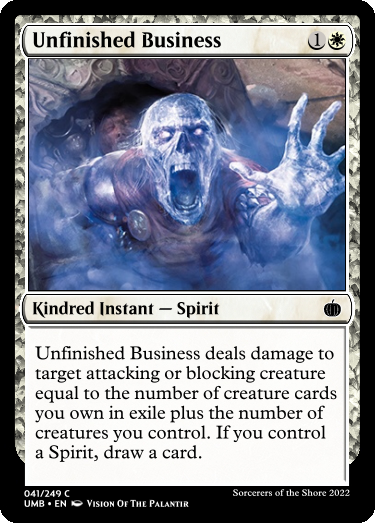 Unfinished Business 1
Kindred Instant — Spirit
Unfinished Business deals damage to
target attacking or blocking creature
equal to the number of creature cards
you own in exile plus the number of
creatures you control. If you control
a Spirit, draw a card.
041/249 C
Sorcerers of the Shore 2022
UMB • EN Vision Of The Palantir